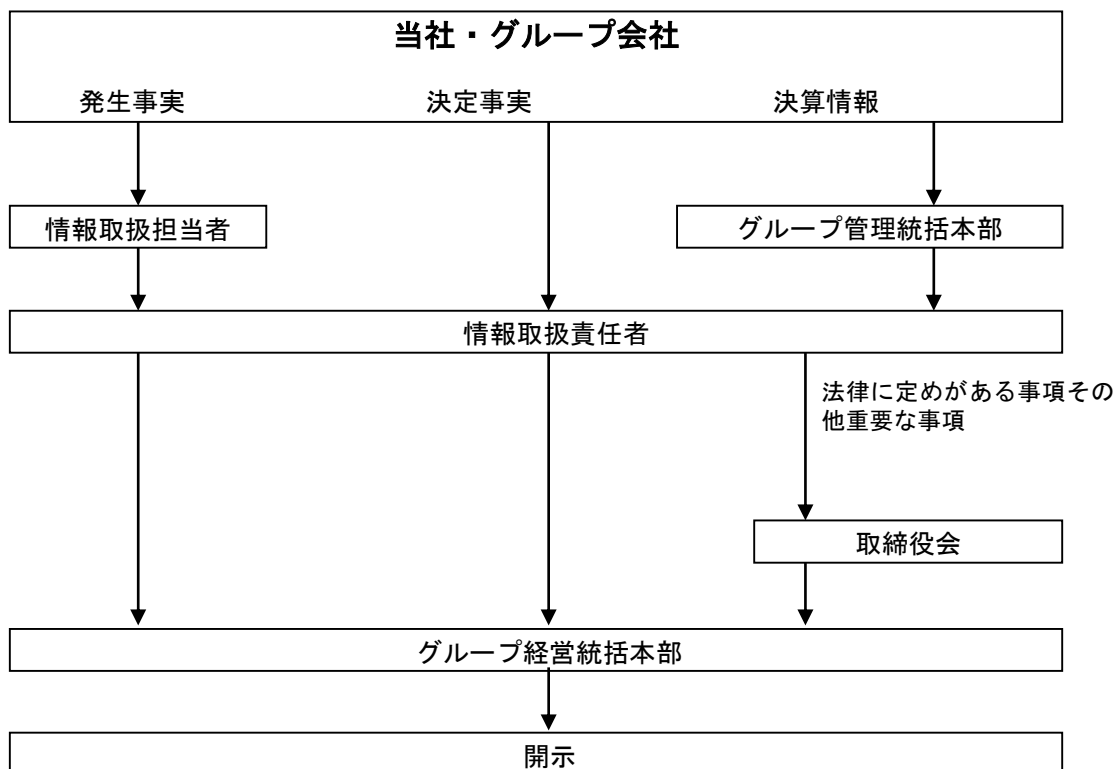 当社・グループ会社
発生事実 決定事実 決算情報
情報取扱担当者 グループ管理統括本部
情報取扱責任者
法律に定めがある事項その
他重要な事項
取締役会
グループ経営統括本部
開示